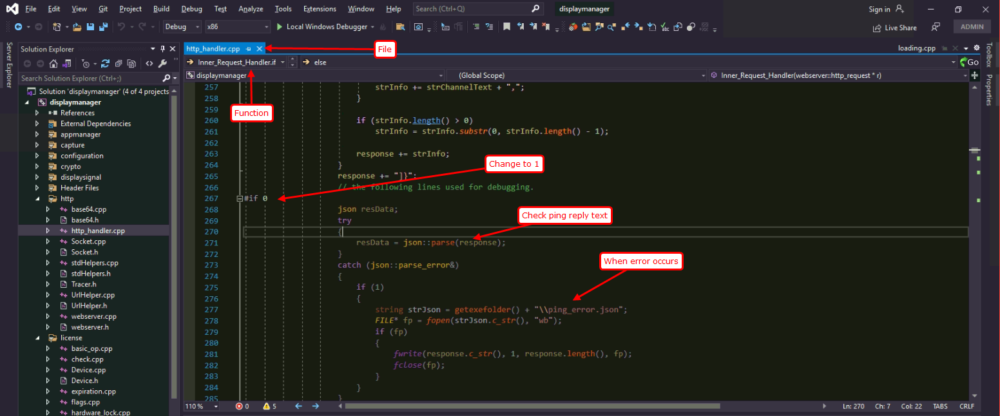 File Edit View Git Project Build Debug Test Analyze Tools Extensions Window Help Search (Ctrl+Q) displaymanager Sign in
Debug x86 Local Windows Debugger Live Share ADMIN
Server Explorer
Solution Explorer
Search Solution Explorer (Ctrl+;)
Solution 'displaymanager' (4 of 4 projects
displaymanager
References
External Dependencies
appmanager
capture
configuration
crypto
displaysignal
Header Files
http
base64.cpp
base64.h
http_handler.cpp
Socket.cpp
Socket.h
stdHelpers.cpp
stdHelpers.h
Tracer.h
UrlHelper.cpp
UrlHelper.h
webserver.cpp
webserver.h
license
basic_op.cpp
check.cpp
Device.cpp
Device.h
expiration.cpp
flags.cpp
hardware_lock.cpp
http_handler.cpp File loading.cpp
Inner_Request_Handler.if else Go
displaymanager (Global Scope) Inner_Request_Handler(webserver::http_request * r)
257 strInfo += strChannelText + ",";
258 }
259
Function
260 if (strInfo.length() > 0)
261 strInfo = strInfo.substr(0, strInfo.length() - 1);
262
263 response += strInfo;
Change to 1
264 }
265 response += "]}";
266 // the following lines used for debugging.
267 #if 0
268 json resData;
Check ping reply text
269 try
270 {
271 resData = json::parse(response);
272 }
When error occurs
273 catch (json::parse_error&)
274 {
275 if (1)
276 {
277 string strJson = getexefolder() + "\\ping_error.json";
278 FILE* fp = fopen(strJson.c_str(), "wb");
279 if (fp)
280 {
281 fwrite(response.c_str(), 1, response.length(), fp);
282 fclose(fp);
283 }
284 }
285 }
110 % 0 5 Ln: 270 Ch: 7 Col: 22 TABS CRLF
Toolbox
Properties